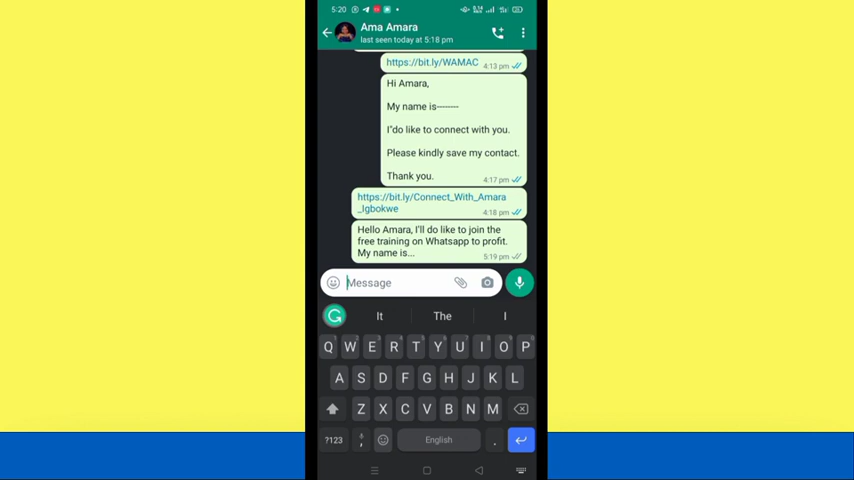 5:20
Ama Amara
last seen today at 5:18 pm
https://bit.ly/WAMAC
4:13 pm
Hi Amara,
My name is--------
I"do like to connect with you.
Please kindly save my contact.
Thank you.
4:17 pm
https://bit.ly/Connect_With_Amara
_Igbokwe
4:18 pm
Hello Amara, I'll do like to join the
free training on Whatsapp to profit.
My name is...
5:19 pm
Message
It The I
Q W E R T Y U I O P
A S D F G H J K L
Z X C V B N M
?123 , English .